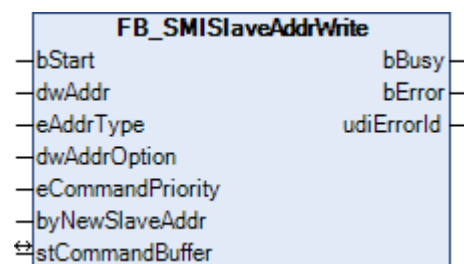 FB_SMISlaveAddrWrite
bStart bBusy
dwAddr bError
eAddrType udiErrorId
dwAddrOption
eCommandPriority
byNewSlaveAddr
stCommandBuffer